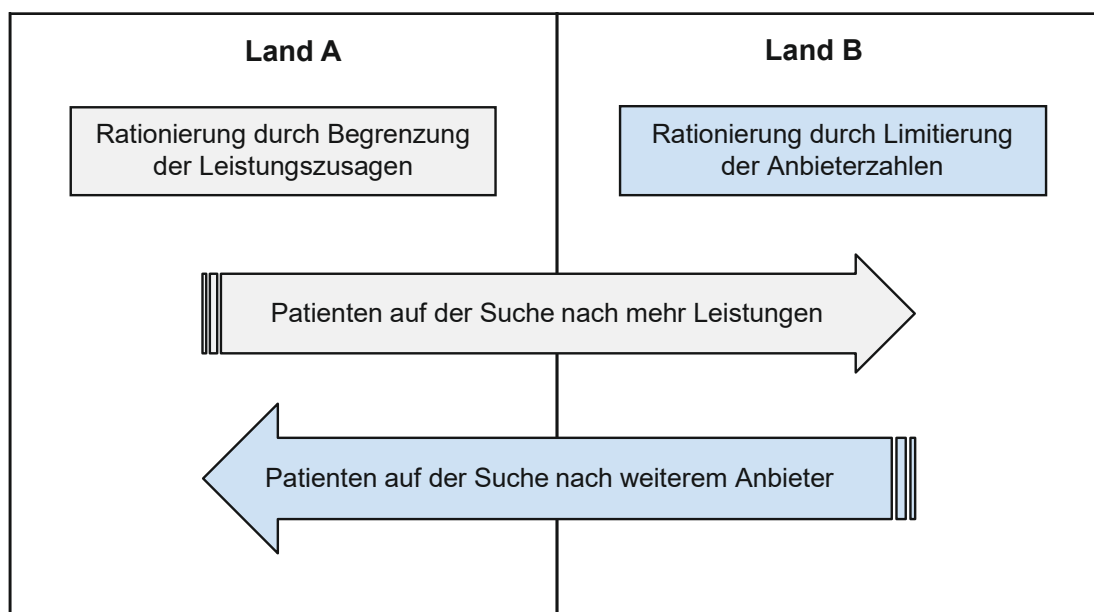 Land A
Land B
Rationierung durch Begrenzung
der Leistungszusagen
Rationierung durch Limitierung
der Anbieterzahlen
Patienten auf der Suche nach mehr Leistungen
Patienten auf der Suche nach weiterem Anbieter